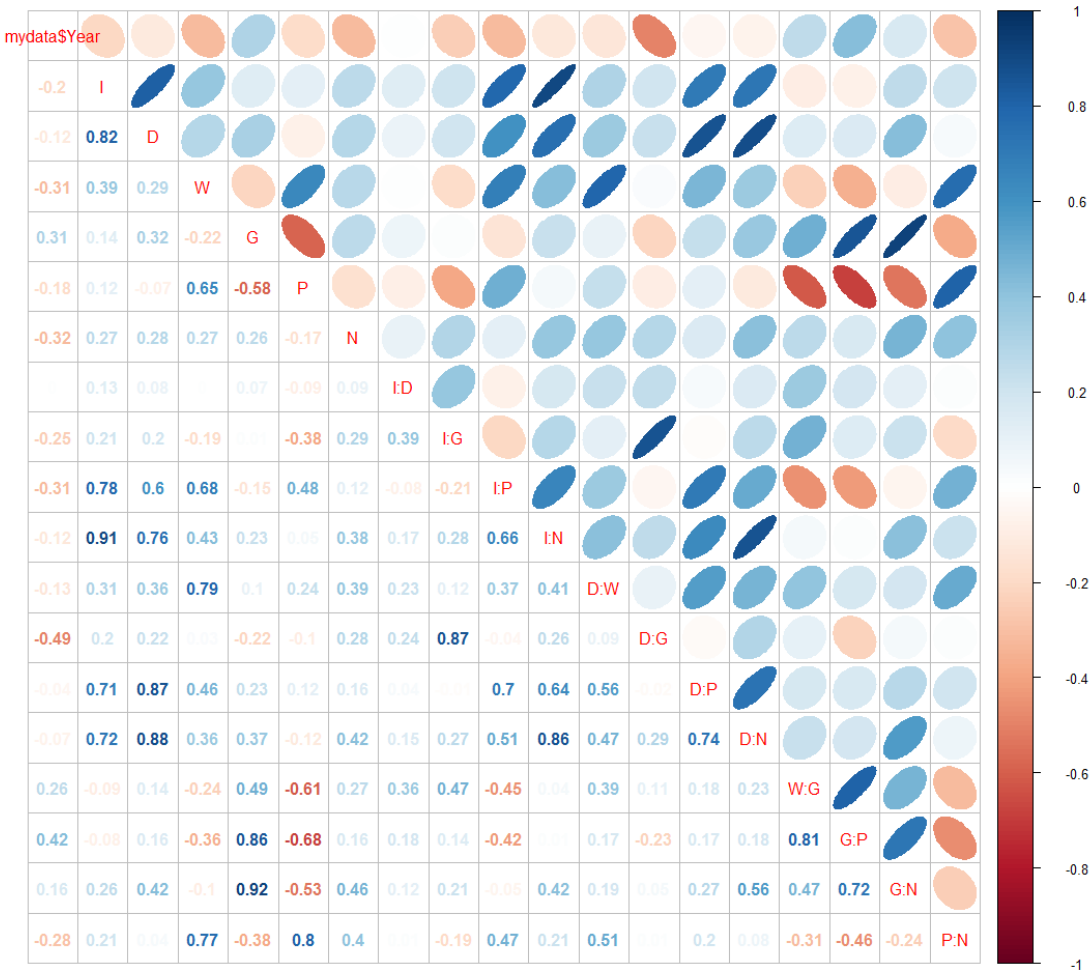 mydata$Year
-0.2 I
-0.12 0.82 D
-0.31 0.39 0.29 W
0.31 0.14 0.32 -0.22 G
-0.18 0.12 -0.07 0.65 -0.58 P
-0.32 0.27 0.28 0.27 0.26 -0.17 N
0.13 0.08 0.07 -0.09 0.09 I:D
-0.25 0.21 0.2 -0.19 -0.38 0.29 0.39 I:G
-0.31 0.78 0.6 0.68 -0.15 0.48 0.12 -0.08 -0.21 I:P
-0.12 0.91 0.76 0.43 0.23 0.05 0.38 0.17 0.28 0.66 I:N
-0.13 0.31 0.36 0.79 0.1 0.24 0.39 0.23 0.12 0.37 0.41 D:W
-0.49 0.2 0.22 0.03 -0.22 -0.1 0.28 0.24 0.87 -0.04 0.26 0.09 D:G
-0.04 0.71 0.87 0.46 0.23 0.12 0.16 0.04 -0.01 0.7 0.64 0.56 -0.02 D:P
-0.07 0.72 0.88 0.36 0.37 -0.12 0.42 0.15 0.27 0.51 0.86 0.47 0.29 0.74 D:N
0.26 -0.09 0.14 -0.24 0.49 -0.61 0.27 0.36 0.47 -0.45 0.04 0.39 0.11 0.18 0.23 W:G
0.42 -0.08 0.16 -0.36 0.86 -0.68 0.16 0.18 0.14 -0.42 0.17 -0.23 0.17 0.18 0.81 G:P
0.16 0.26 0.42 -0.1 0.92 -0.53 0.46 0.12 0.21 -0.05 0.42 0.19 0.05 0.27 0.56 0.47 0.72 G:N
-0.28 0.21 0.04 0.77 -0.38 0.8 0.4 -0.19 0.47 0.21 0.51 0.2 0.08 -0.31 -0.46 -0.24 P:N
1
0.8
0.6
0.4
0.2
0
-0.2
-0.4
-0.6
-0.8
-1